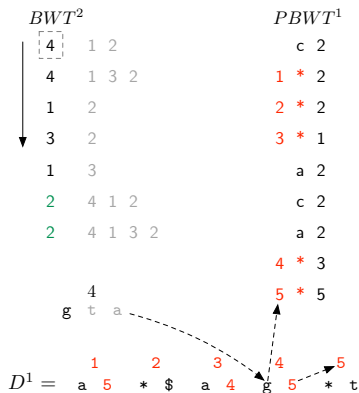 BWT² PBWT¹
4 1 2 c 2
4 1 3 2 1 * 2
1 2 2 * 2
3 2 3 * 1
1 3 a 2
2 4 1 2 c 2
2 4 1 3 2 a 2
4 * 3
4 5 * 5
g t a
1 2 3 4 5
D¹ = a 5 * $ a 4 g 5 * t